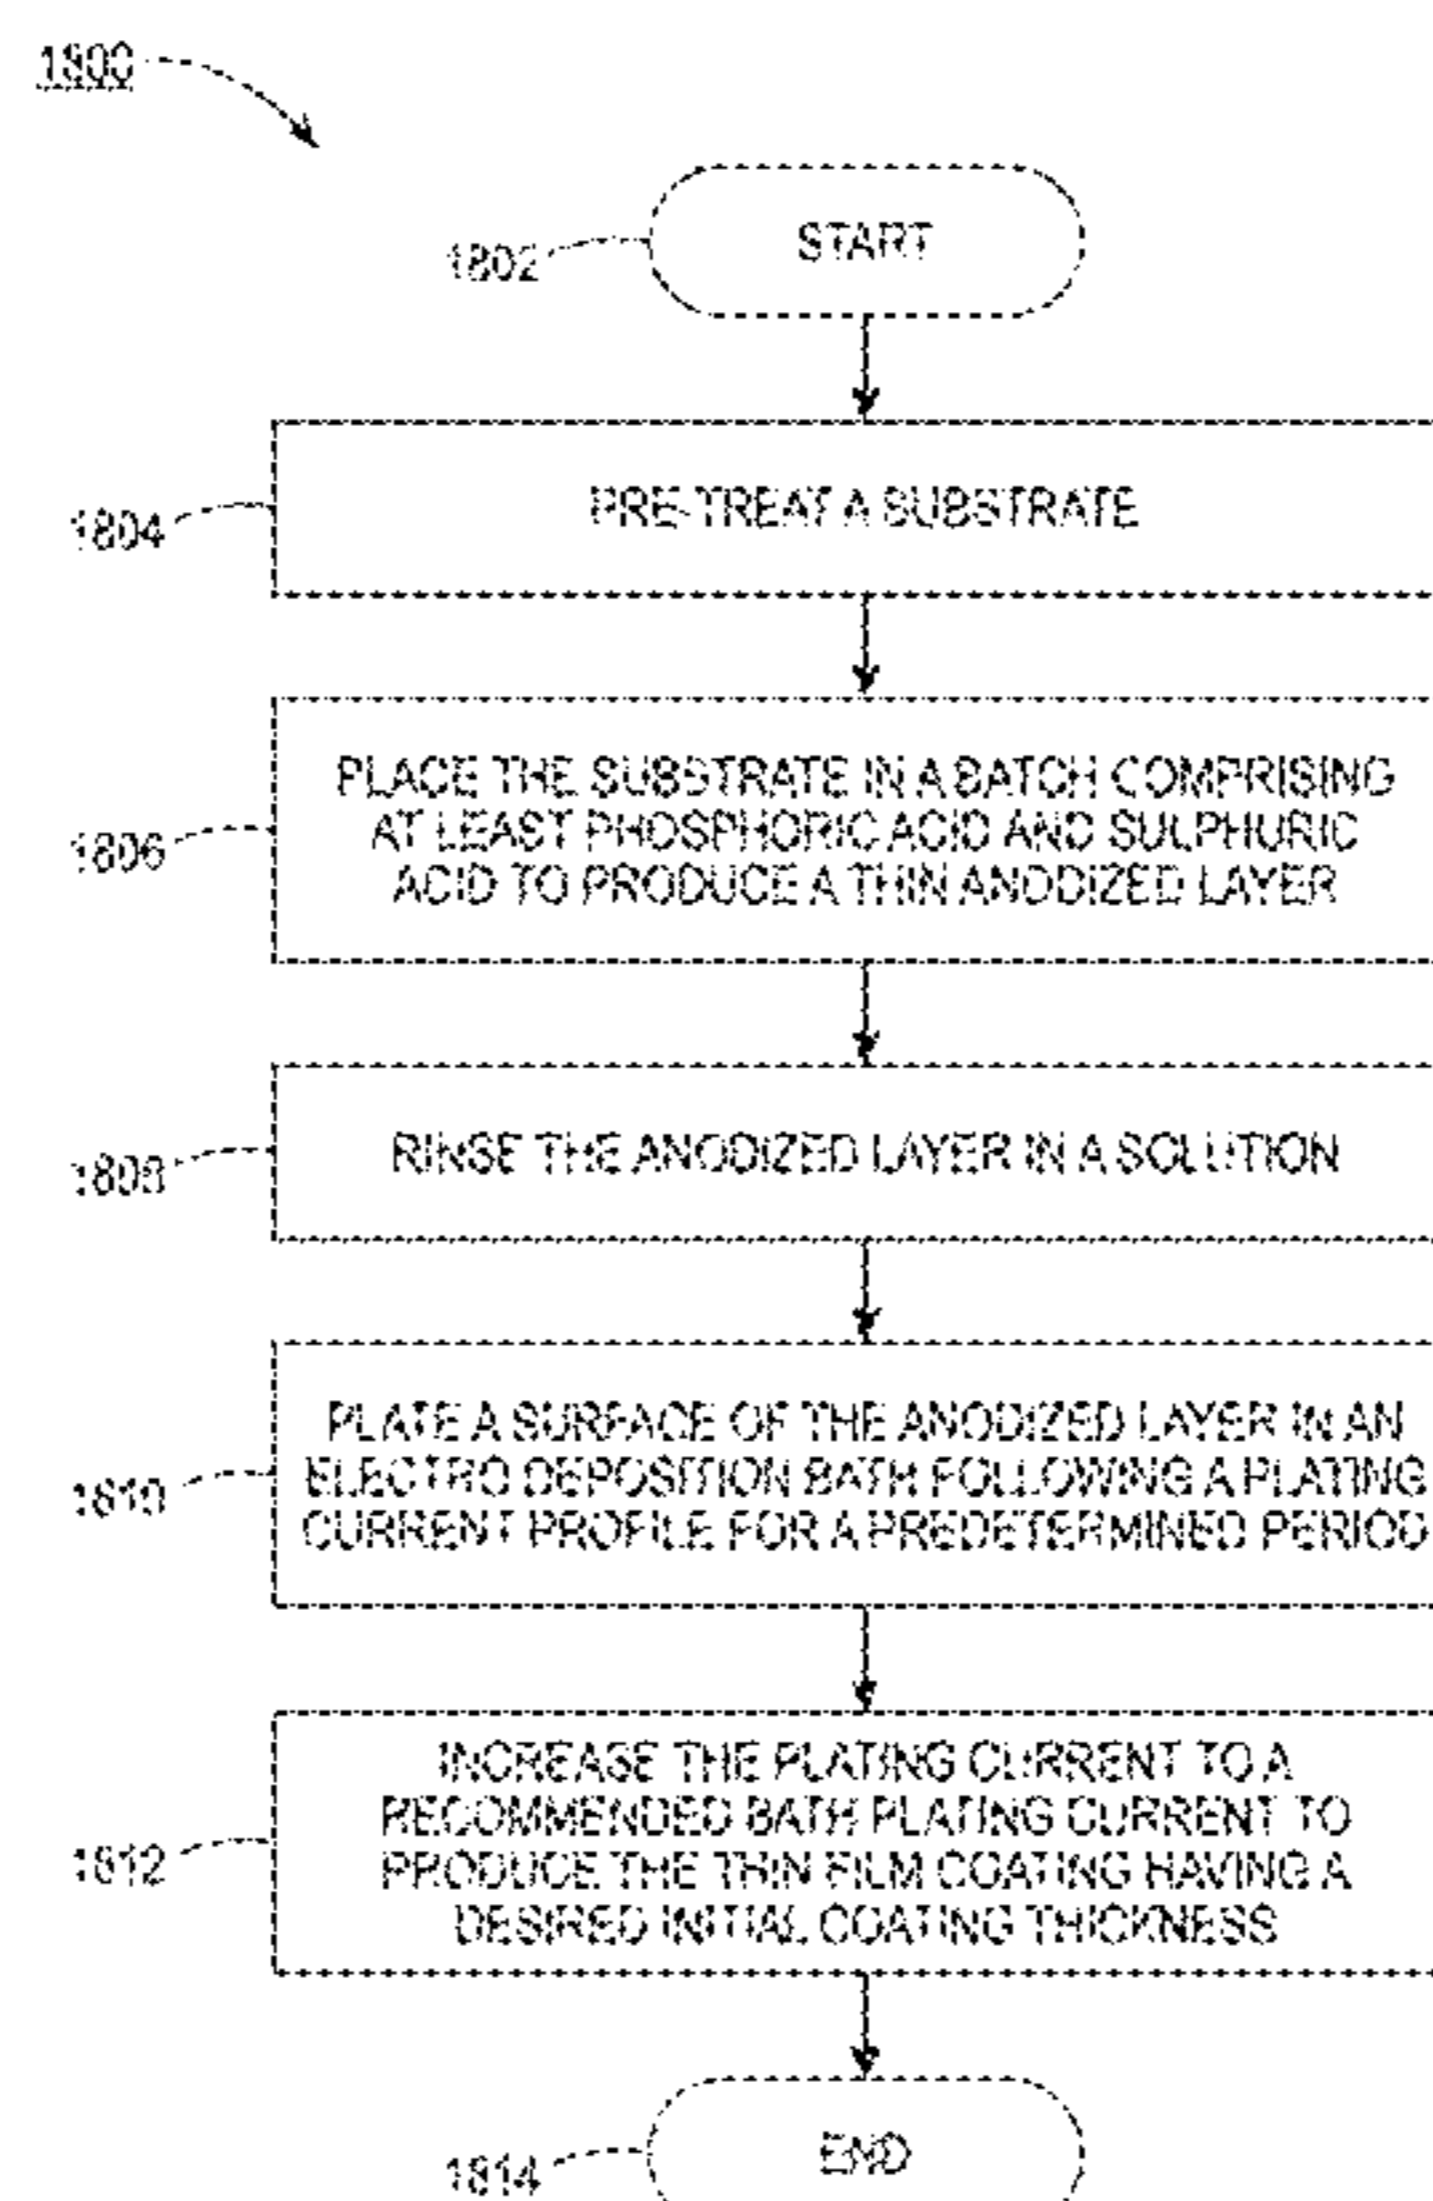 1800
START
1802
PRE-TREAT A SUBSTRATE
1804
PLACE THE SUBSTRATE IN A BATCH COMPRISING
AT LEAST PHOSPHORIC ACID AND SULPHURIC
ACID TO PRODUCE A THIN ANODIZED LAYER
1806
RINSE THE ANODIZED LAYER IN A SOLUTION
1808
PLATE A SURFACE OF THE ANODIZED LAYER IN AN
ELECTRO DEPOSITION BATH FOLLOWING A PLATING
CURRENT PROFILE FOR A PREDETERMINED PERIOD
1810
INCREASE THE PLATING CURRENT TO A
RECOMMENDED BATH PLATING CURRENT TO
PRODUCE THE THIN FILM COATING HAVING A
DESIRED INITIAL COATING THICKNESS
1812
END
1814